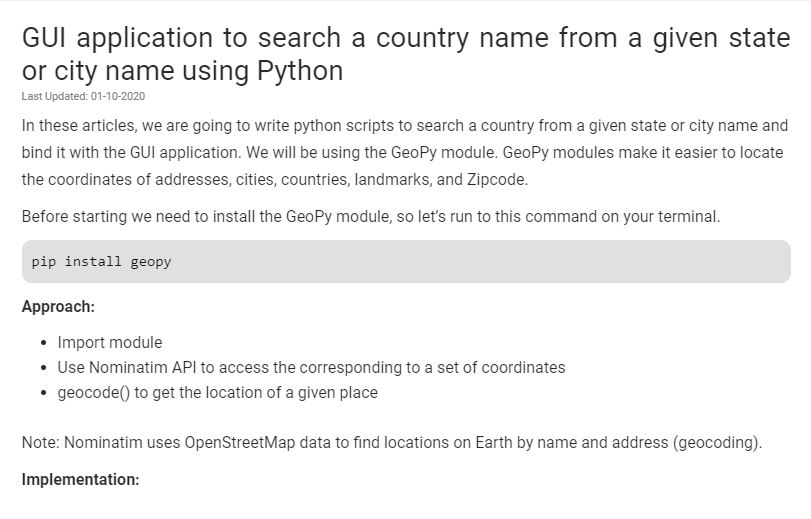 GUI application to search a country name from a given state
or city name using Python
Last Updated: 01-10-2020
In these articles, we are going to write python scripts to search a country from a given state or city name and
bind it with the GUI application. We will be using the GeoPy module. GeoPy modules make it easier to locate
the coordinates of addresses, cities, countries, landmarks, and Zipcode.
Before starting we need to install the GeoPy module, so let’s run to this command on your terminal.
pip install geopy
Approach:
• Import module
• Use Nominatim API to access the corresponding to a set of coordinates
• geocode() to get the location of a given place
Note: Nominatim uses OpenStreetMap data to find locations on Earth by name and address (geocoding).
Implementation: